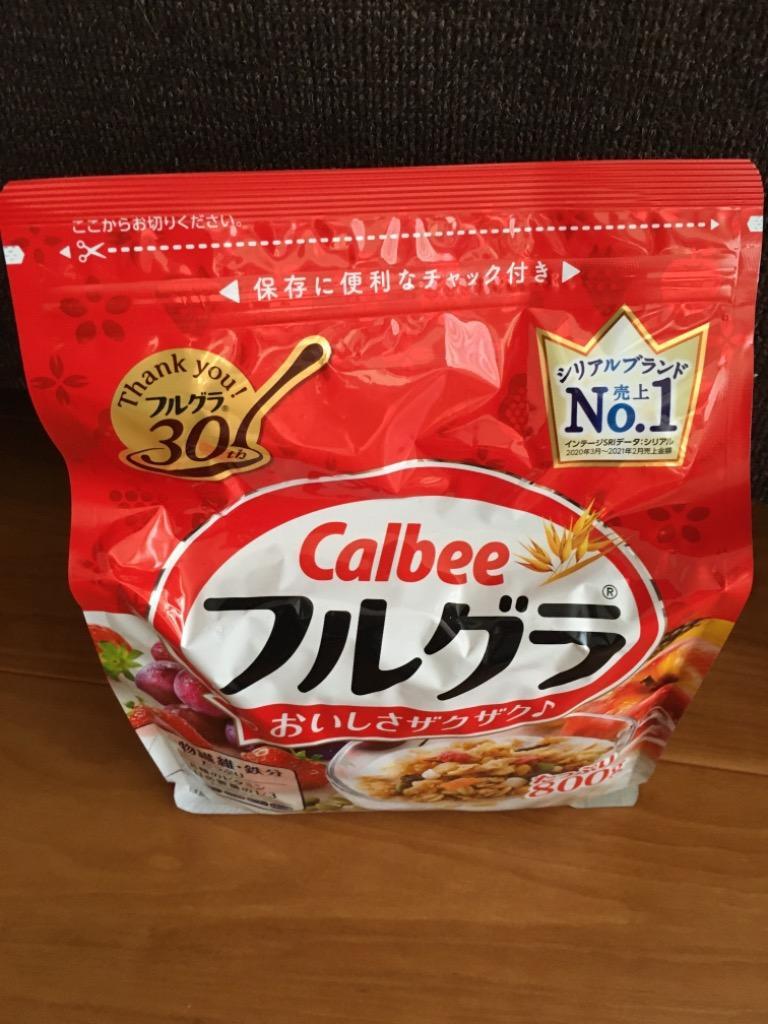 ここからお切りください。
保存に便利なチャック付き
Thank you!
フルグラ®
30th
シリアルブランド
売上
No.1
インテージSRIデータ:シリアル
2020年3月〜2021年2月売上金額
Calbee
フルグラ®
おいしさザクザク♪
物繊維・鉄分
たっぷり
800g